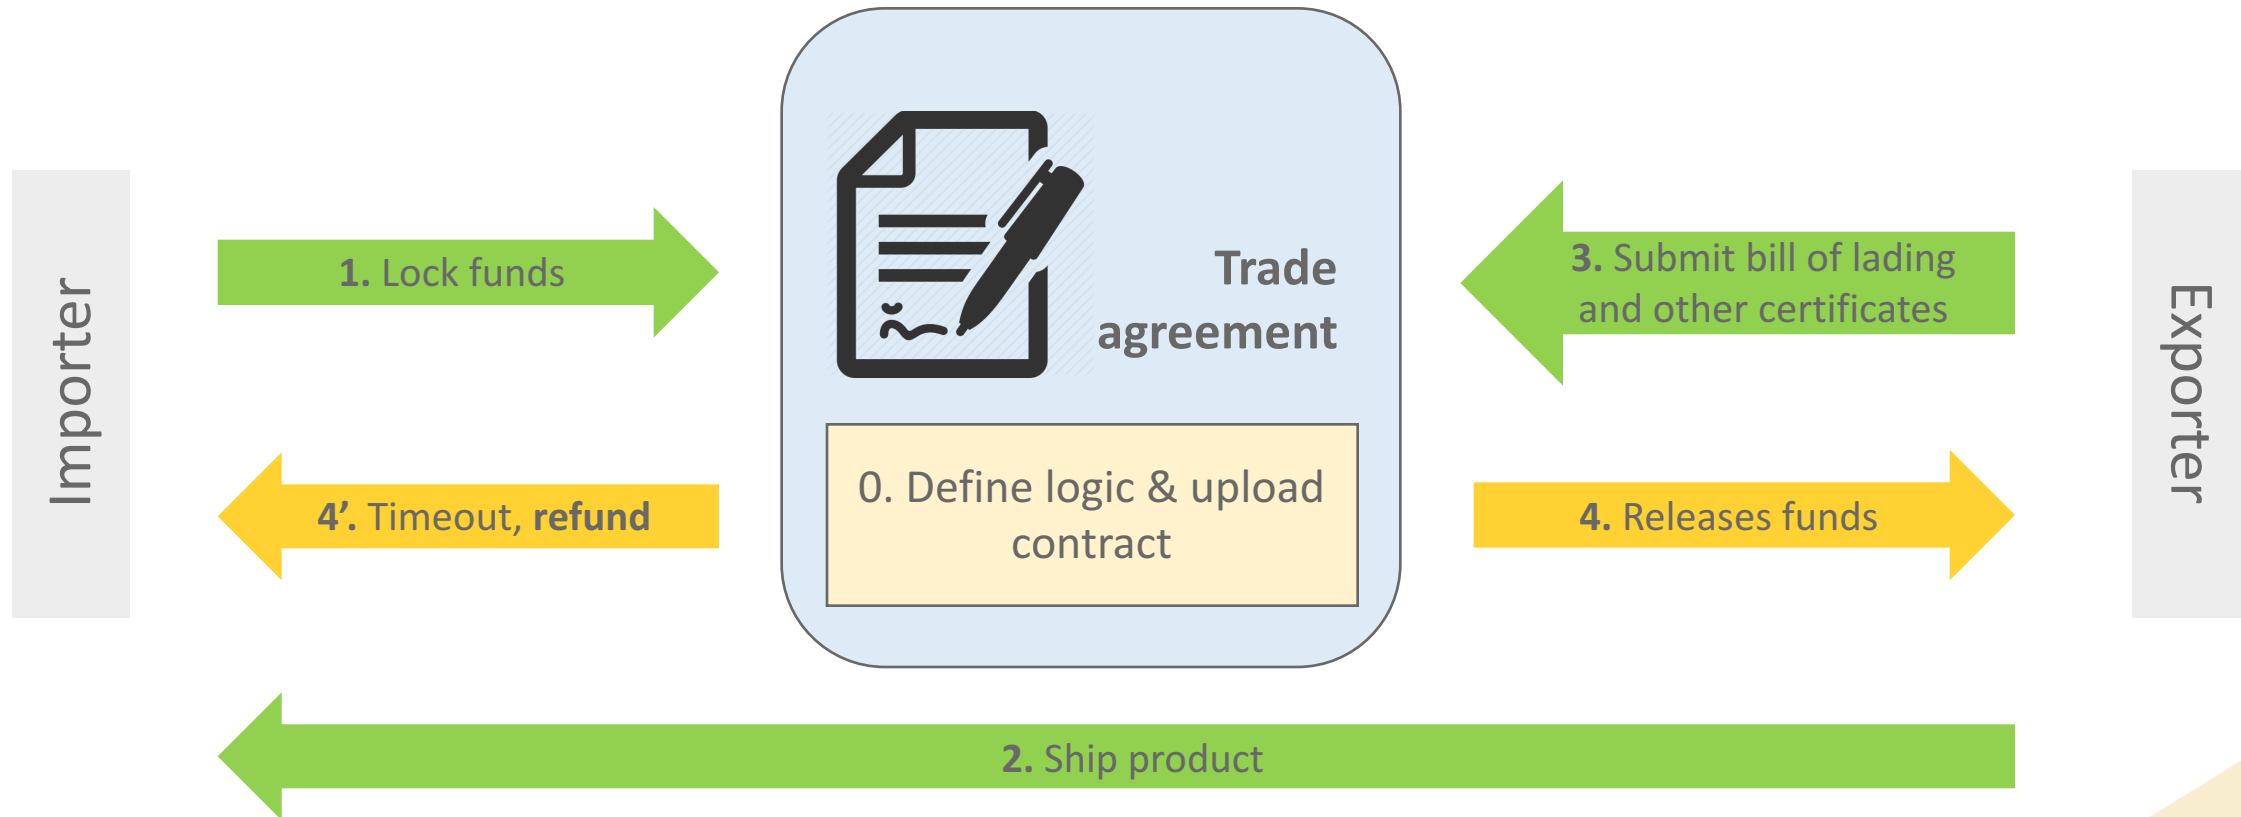 Importer
1. Lock funds
4’. Timeout, refund
Trade
agreement
0. Define logic & upload
contract
3. Submit bill of lading
and other certificates
4. Releases funds
Exporter
2. Ship product